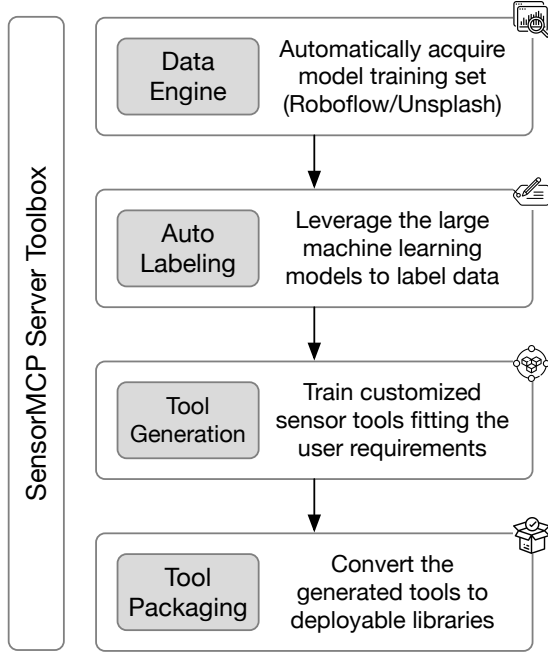 SensorMCP Server Toolbox
Data
Engine
Automatically acquire
model training set
(Roboflow/Unsplash)
Auto
Labeling
Leverage the large
machine learning
models to label data
Tool
Generation
Train customized
sensor tools fitting the
user requirements
Tool
Packaging
Convert the
generated tools to
deployable libraries